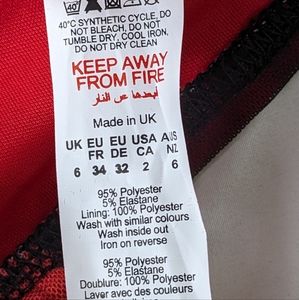 40
40°C SYNTHETIC CYCLE, DO
NOT BLEACH, DO NOT
TUMBLE DRY, COOL IRON,
DO NOT DRY CLEAN
KEEP AWAY
FROM FIRE
أبعدها عن النار
Made in UK
UK EU EU USA AUS
FR DE CA NZ
6 34 32 2 6
95% Polyester
5% Elastane
Lining: 100% Polyester
Wash with similar colours
Wash inside out
Iron on reverse
95% Polyester
5% Elastane
Doublure: 100% Polyester
Laver avec des couleurs